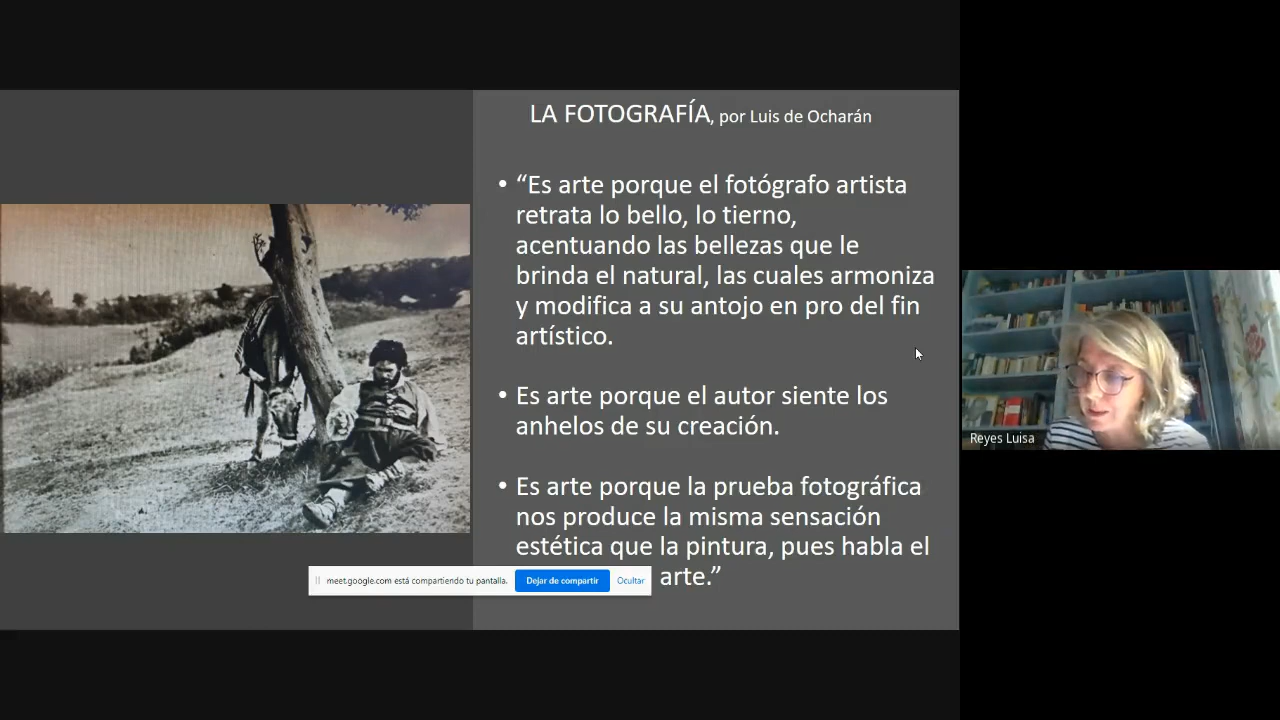 LA FOTOGRAFÍA, por Luis de Ocharán
• “Es arte porque el fotógrafo artista
retrata lo bello, lo tierno,
acentuando las bellezas que le
brinda el natural, las cuales armoniza
y modifica a su antojo en pro del fin
artístico.
• Es arte porque el autor siente los
anhelos de su creación.
• Es arte porque la prueba fotográfica
nos produce la misma sensación
estética que la pintura, pues habla el
arte.”
meet.google.com está compartiendo tu pantalla. Dejar de compartir Ocultar
Reyes Luisa